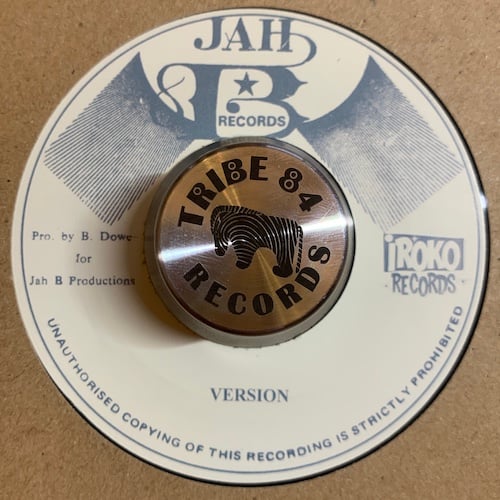 JAH
B
RECORDS
TRIBE 84
RECORDS
Pro. by B. Dowe
for
Jah B Productions
iROKO
RECORDS
VERSION
UNAUTHORISED COPYING OF THIS RECORDING IS STRICTLY PROHIBITED